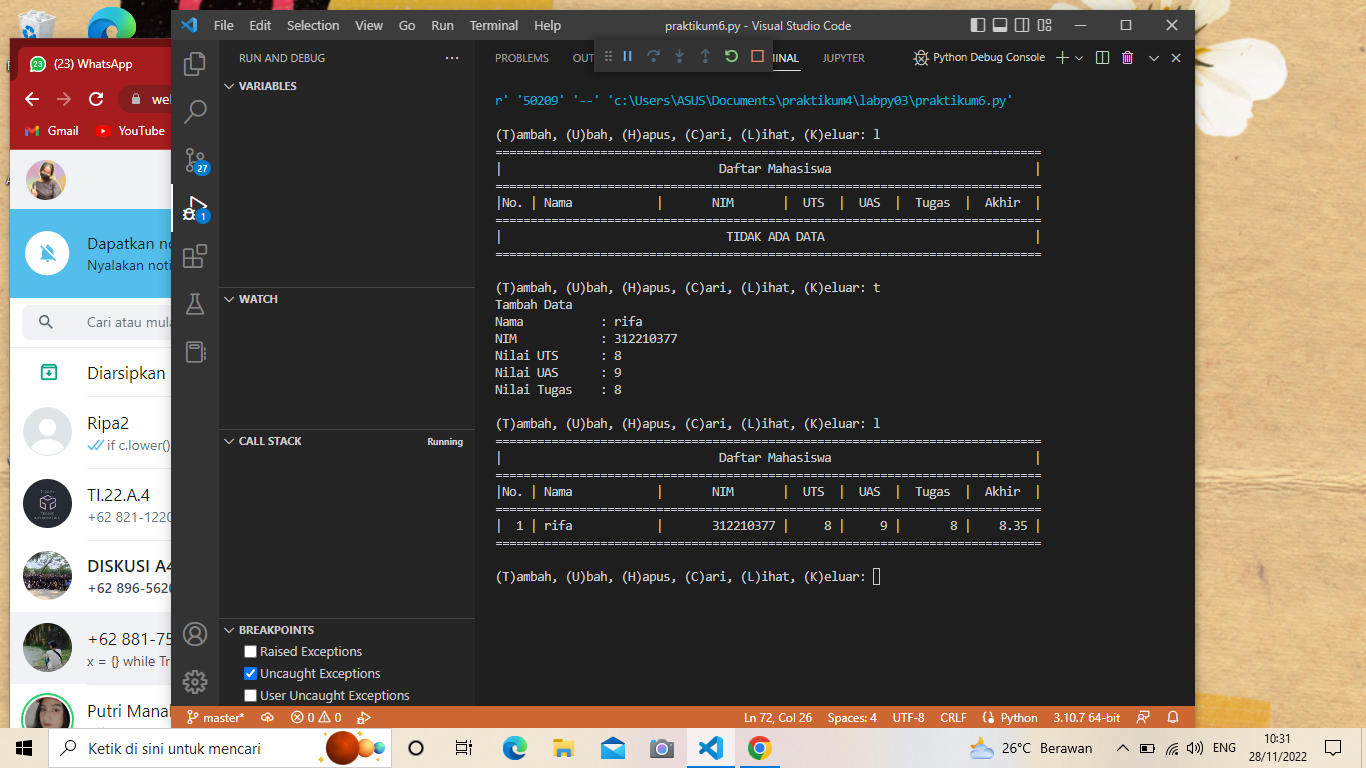 File Edit Selection View Go Run Terminal Help
praktikum6.py - Visual Studio Code
(23) WhatsApp
Gmail
YouTube
Dapatkan
Nyalakan
Cari atau
Diarsipkan
Ripa2
if c.lower()
TI.22.A.4
+62 821-1220
DISKUSI A4
+62 896-5620
+62 881-75
x = {} while
Putri
27
1
RUN AND DEBUG
VARIABLES
WATCH
CALL STACK
Running
BREAKPOINTS
Raised Exceptions
Uncaught Exceptions
User Uncaught Exceptions
PROBLEMS
JUPYTER
Python Debug Console
r' '50209' '--' 'c:\Users\ASUS\Documents\praktikum4\labpy03\praktikum6.py'
(T)ambah, (U)bah, (H)apus, (C)ari, (L)ihat, (K)eluar: l
==============================================================================
| Daftar Mahasiswa |
==============================================================================
|No. | Nama | NIM | UTS | UAS | Tugas | Akhir |
==============================================================================
| TIDAK ADA DATA |
==============================================================================
(T)ambah, (U)bah, (H)apus, (C)ari, (L)ihat, (K)eluar: t
Tambah Data
Nama : rifa
NIM : 312210377
Nilai UTS : 8
Nilai UAS : 9
Nilai Tugas : 8
(T)ambah, (U)bah, (H)apus, (C)ari, (L)ihat, (K)eluar: l
==============================================================================
| Daftar Mahasiswa |
==============================================================================
|No. | Nama | NIM | UTS | UAS | Tugas | Akhir |
==============================================================================
| 1 | rifa | 312210377 | 8 | 9 | 8 | 8.35 |
==============================================================================
(T)ambah, (U)bah, (H)apus, (C)ari, (L)ihat, (K)eluar:
master* 0 0
Ln 72, Col 26 Spaces: 4 UTF-8 CRLF Python 3.10.7 64-bit
Ketik di sini untuk mencari
26°C Berawan
ENG
10:31
28/11/2022